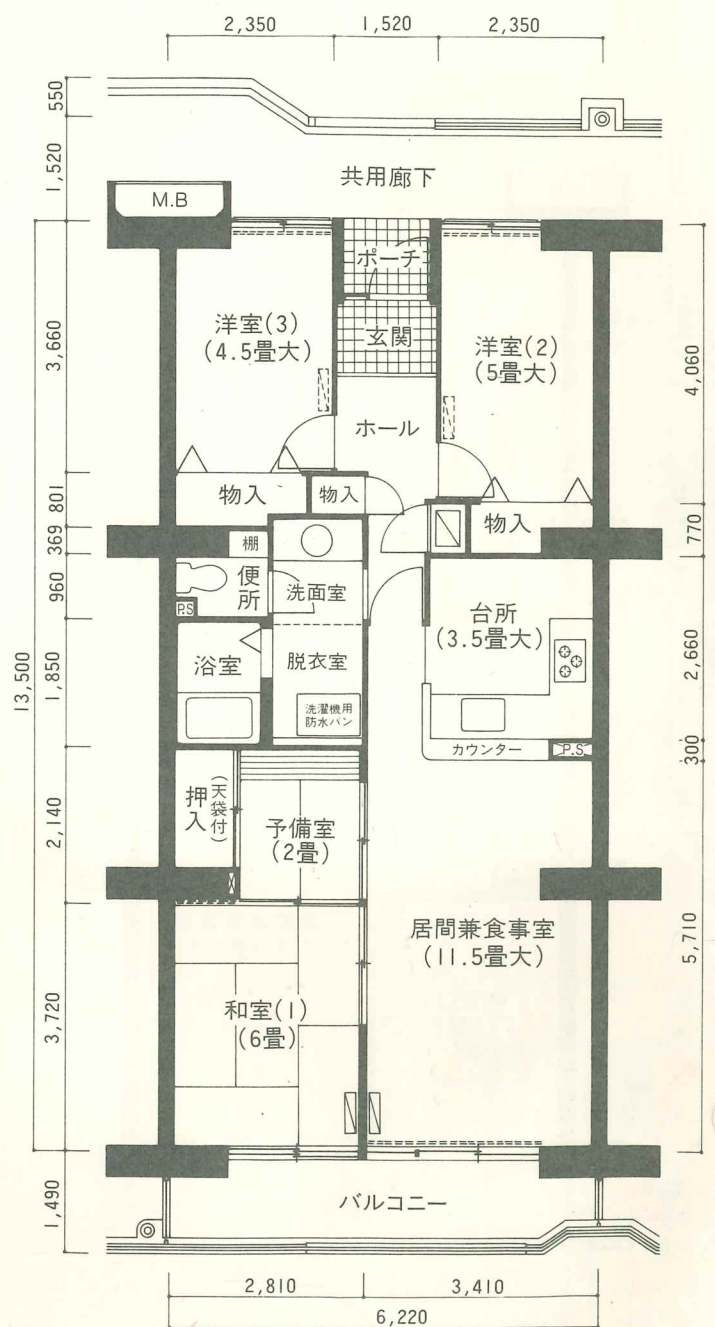 2,350
1,520
2,350
550
1,520
共用廊下
M.B
ポーチ
玄関
洋室(3)
(4.5畳大)
洋室(2)
(5畳大)
3,660
4,060
ホール
物入
物入
物入
801
369
770
棚
便所
P.S
洗面室
960
台所
(3.5畳大)
浴室
脱衣室
洗濯機用
防水パン
13,500
1,850
2,660
カウンター
P.S
300
押入
(天袋付)
予備室
(2畳)
2,140
居間兼食事室
(11.5畳大)
5,710
和室(1)
(6畳)
3,720
バルコニー
1,490
2,810
3,410
6,220